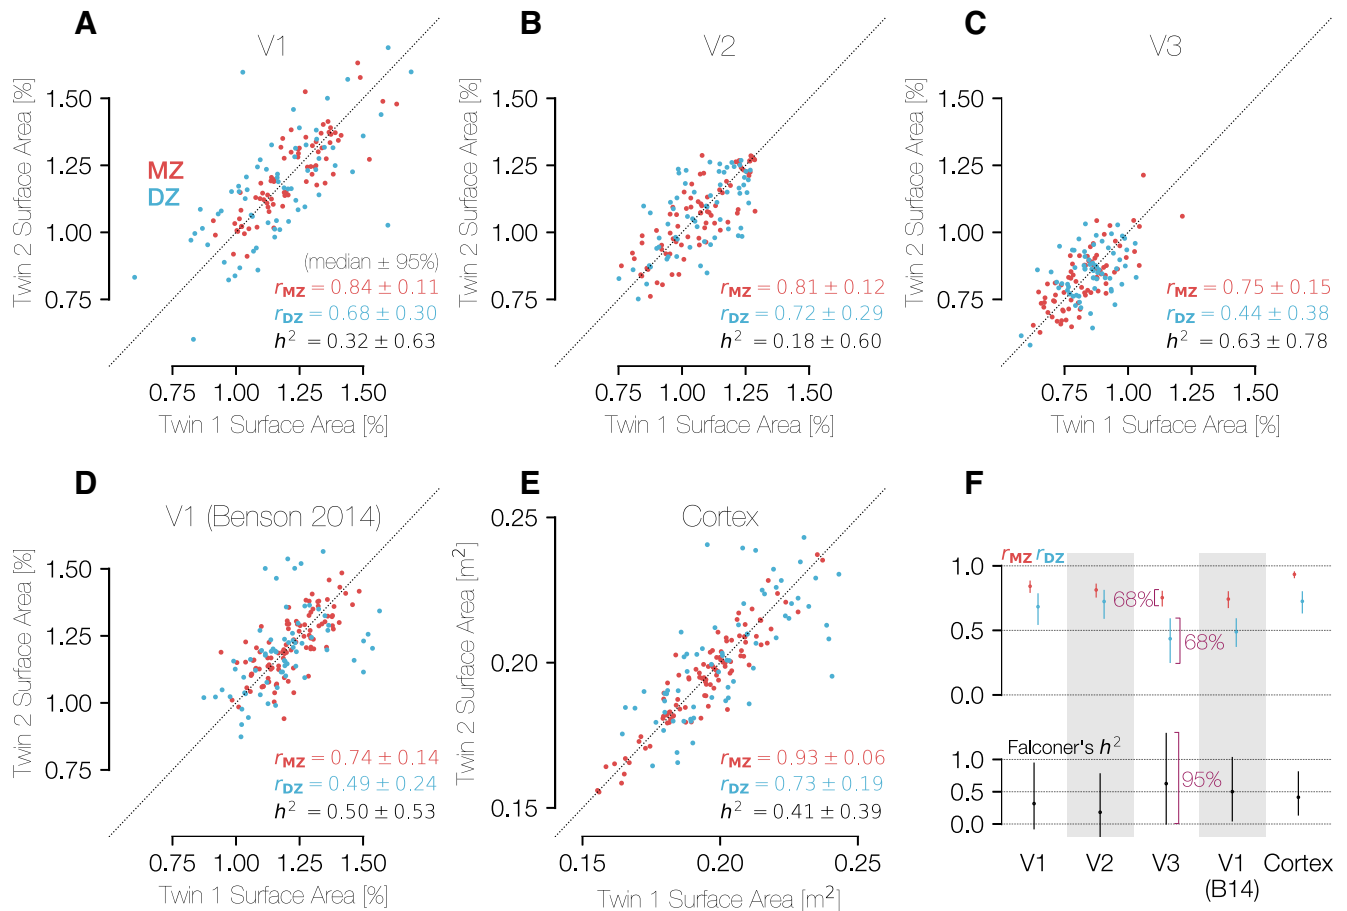 A
V1
Twin 2 Surface Area [%]
1.50
1.25
1.00
0.75
MZ
DZ
(median ± 95%)
rMZ = 0.84 ± 0.11
rDZ = 0.68 ± 0.30
h² = 0.32 ± 0.63
0.75 1.00 1.25 1.50
Twin 1 Surface Area [%]
B
V2
Twin 2 Surface Area [%]
1.50
1.25
1.00
0.75
rMZ = 0.81 ± 0.12
rDZ = 0.72 ± 0.29
h² = 0.18 ± 0.60
0.75 1.00 1.25 1.50
Twin 1 Surface Area [%]
C
V3
Twin 2 Surface Area [%]
1.50
1.25
1.00
0.75
rMZ = 0.75 ± 0.15
rDZ = 0.44 ± 0.38
h² = 0.63 ± 0.78
0.75 1.00 1.25 1.50
Twin 1 Surface Area [%]
D
V1 (Benson 2014)
Twin 2 Surface Area [%]
1.50
1.25
1.00
0.75
rMZ = 0.74 ± 0.14
rDZ = 0.49 ± 0.24
h² = 0.50 ± 0.53
0.75 1.00 1.25 1.50
Twin 1 Surface Area [%]
E
Cortex
Twin 2 Surface Area [m²]
0.25
0.20
0.15
rMZ = 0.93 ± 0.06
rDZ = 0.73 ± 0.19
h² = 0.41 ± 0.39
0.15 0.20 0.25
Twin 1 Surface Area [m²]
F
rMZ rDZ
1.0
0.5
0.0
68%
68%
Falconer's h²
1.0
0.5
0.0
95%
V1 V2 V3 V1 Cortex
(B14)